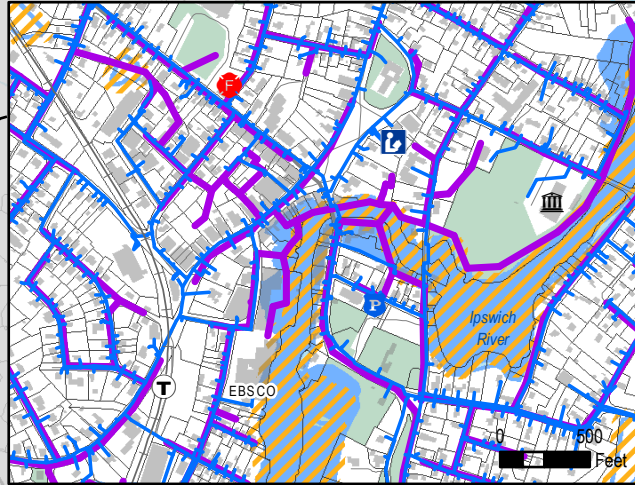 F
P
Ipswich
River
T
EBSCO
0 500
Feet